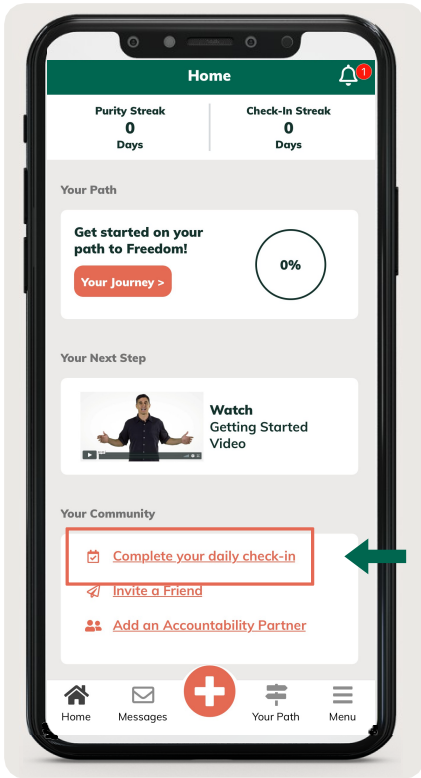 Home
1
Purity Streak
0
Days
Check-In Streak
0
Days
Your Path
Get started on your
path to Freedom!
Your Journey >
0%
Your Next Step
Watch
Getting Started
Video
Your Community
Complete your daily check-in
Invite a Friend
Add an Accountability Partner
Home
Messages
Your Path
Menu